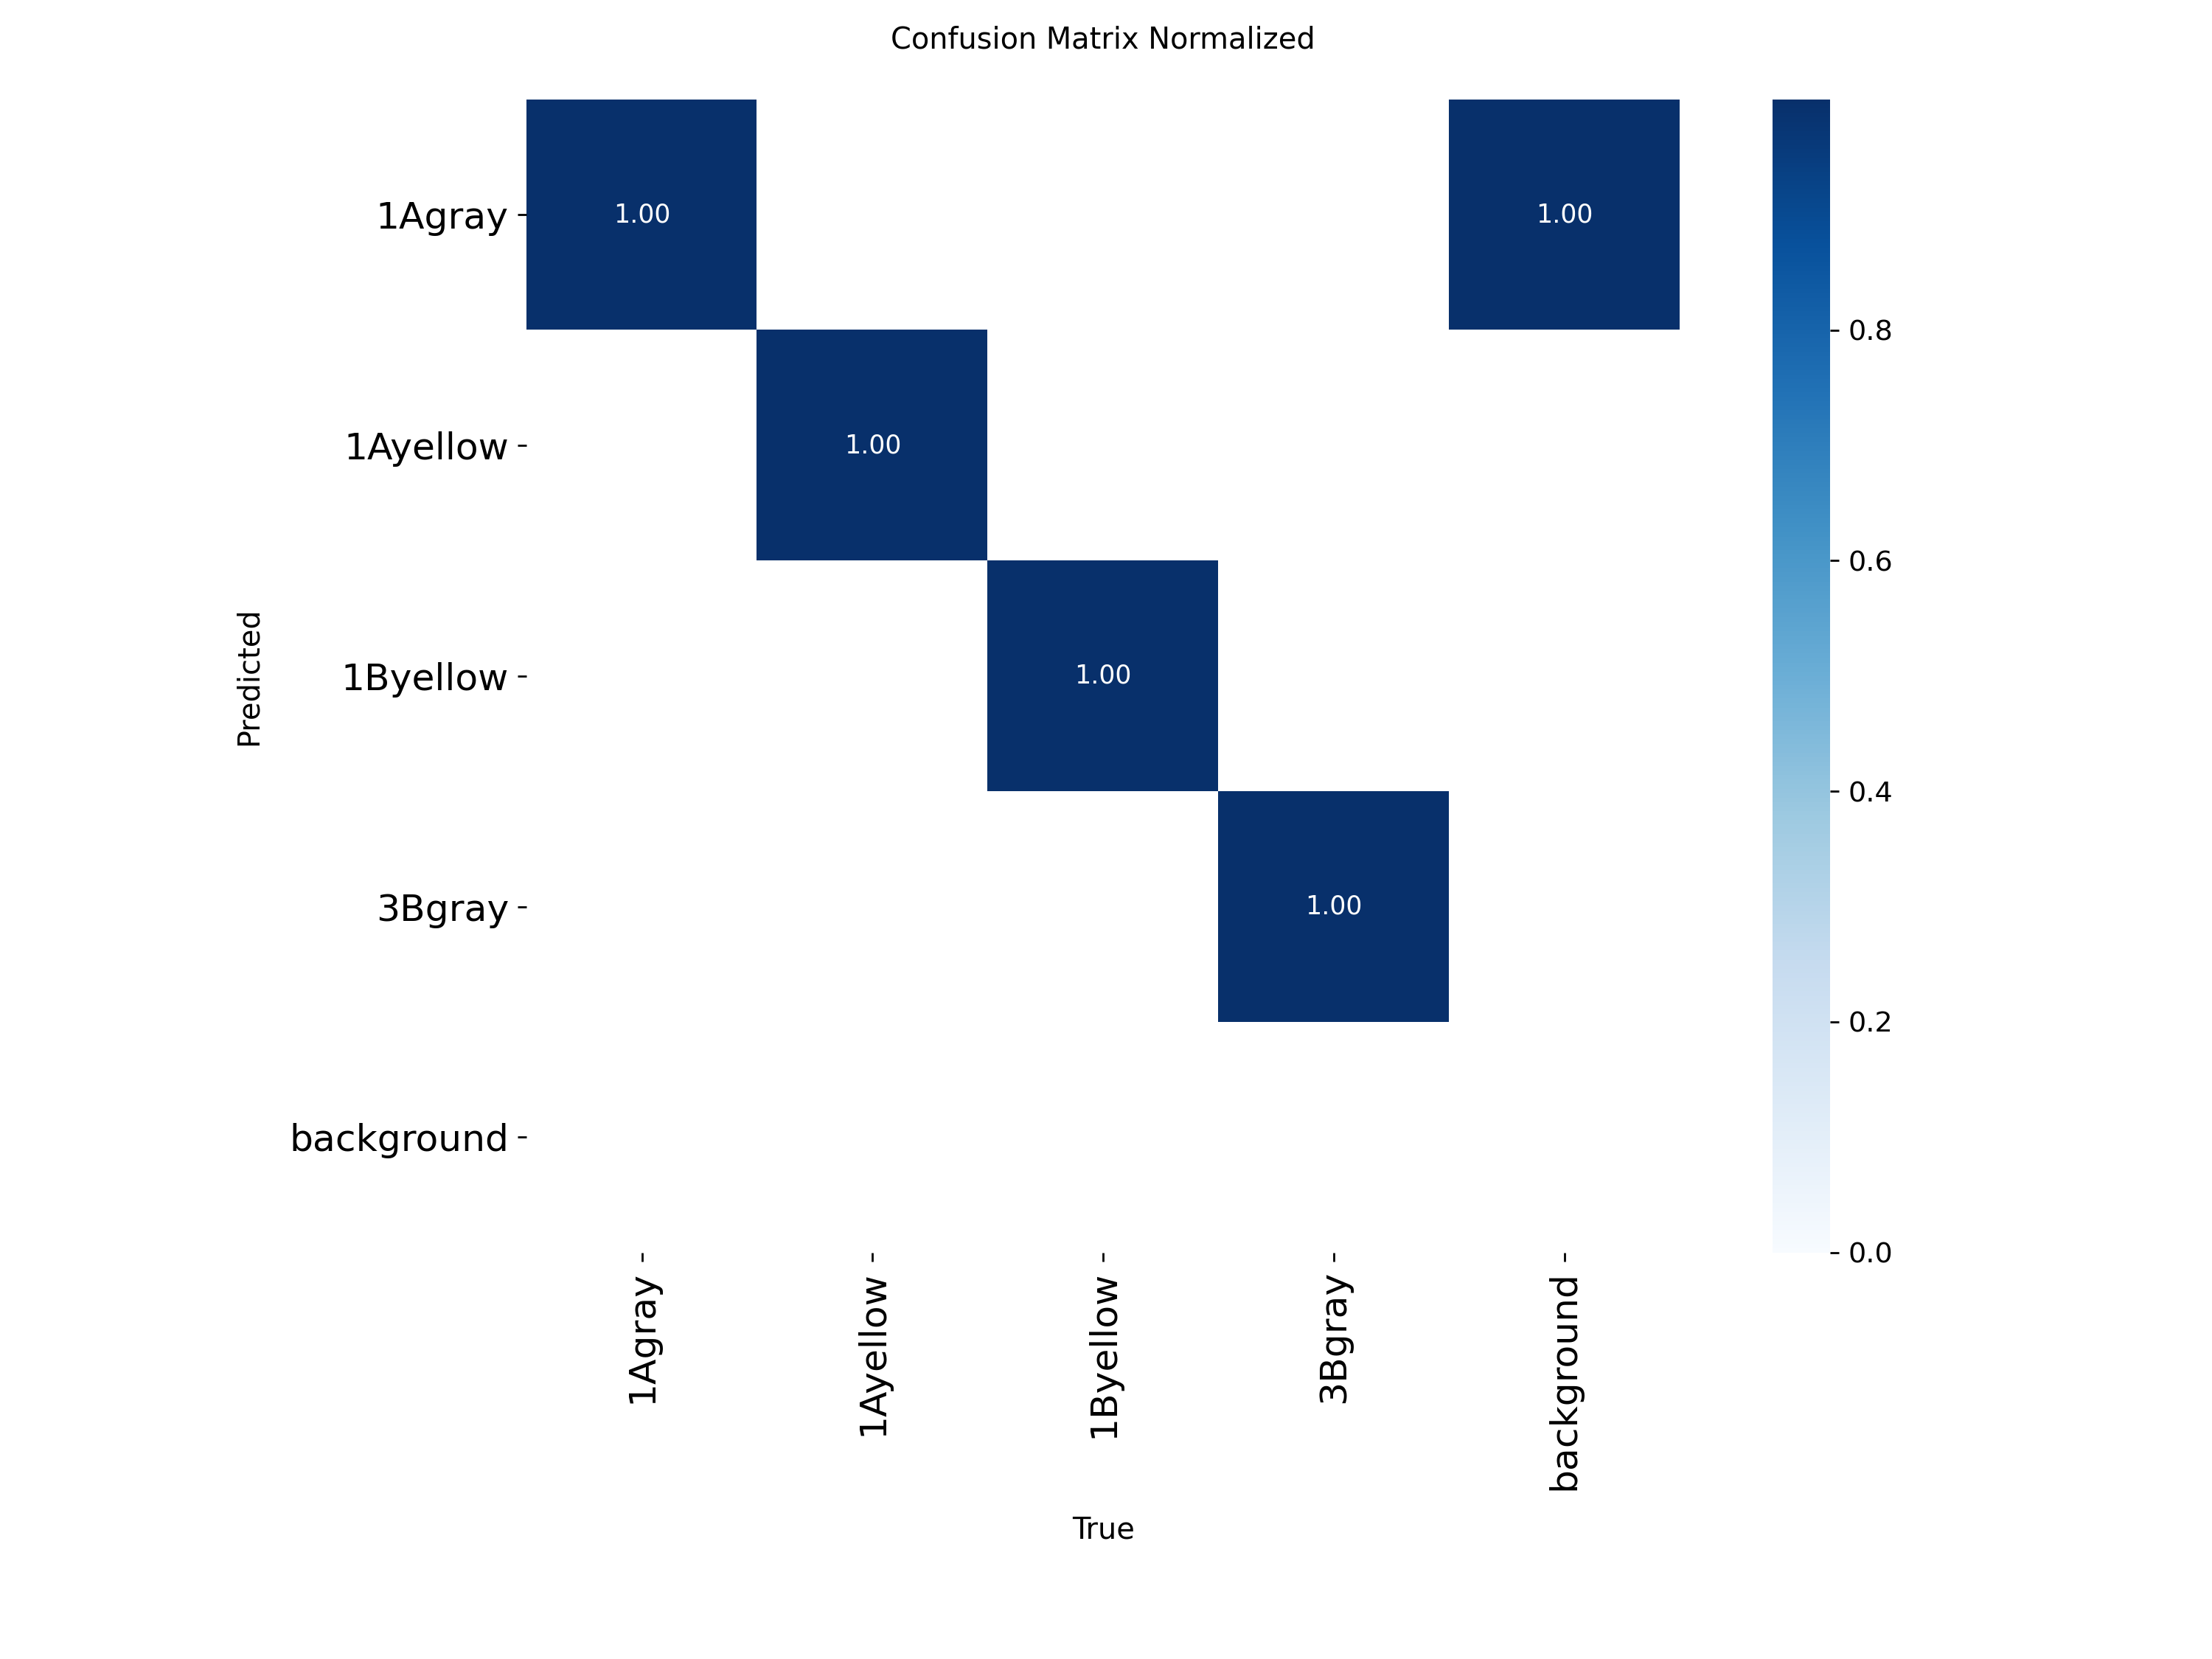 Confusion Matrix Normalized
1Agray
1.00
1.00
0.8
1Ayellow
1.00
0.6
Predicted
1Byellow
1.00
0.4
3Bgray
1.00
0.2
background
0.0
1Agray
1Ayellow
1Byellow
3Bgray
background
True